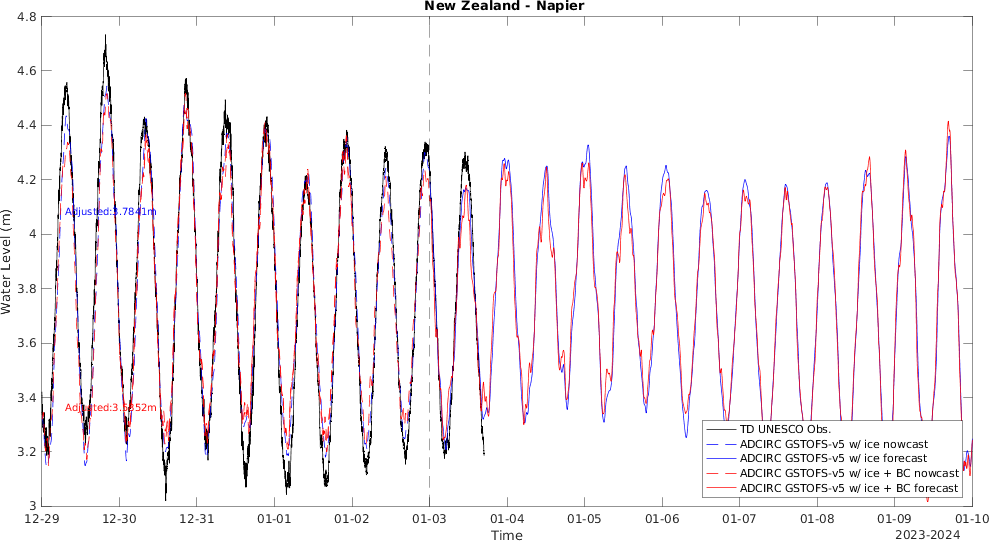 New Zealand - Napier
Water Level (m)
4.8
4.6
4.4
4.2
4
3.8
3.6
3.4
3.2
3
Adjusted:3.7841m
TD UNESCO Obs.
ADCIRC GSTOFS-v5 w/ ice nowcast
ADCIRC GSTOFS-v5 w/ ice forecast
ADCIRC GSTOFS-v5 w/ ice + BC nowcast
ADCIRC GSTOFS-v5 w/ ice + BC forecast
12-29 12-30 12-31 01-01 01-02 01-03 01-04 01-05 01-06 01-07 01-08 01-09 01-10
Time
2023-2024